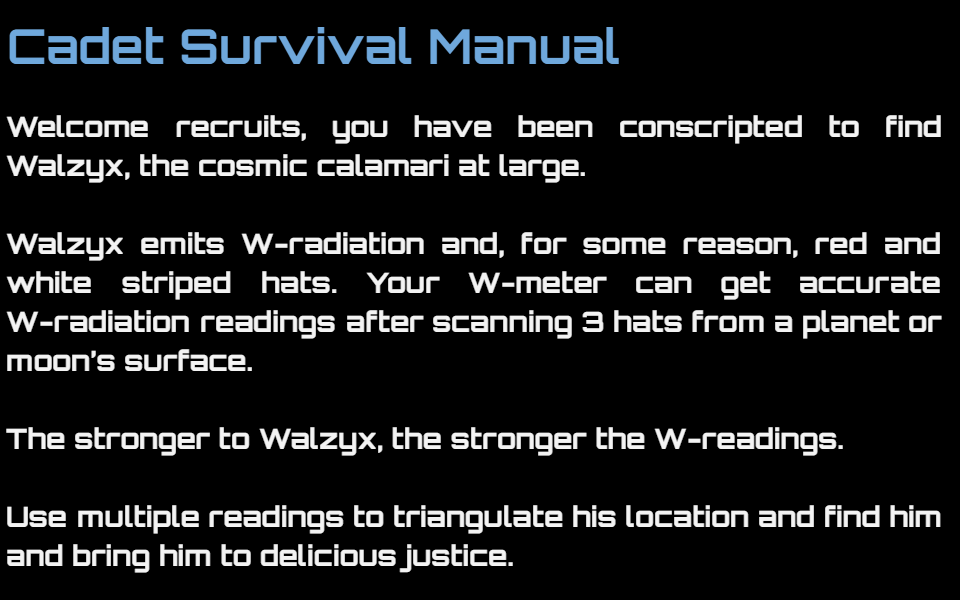 Cadet Survival Manual
Welcome recruits, you have been conscripted to find
Walzyx, the cosmic calamari at large.
Walzyx emits W-radiation and, for some reason, red and
white striped hats. Your W-meter can get accurate
W-radiation readings after scanning 3 hats from a planet or
moon's surface.
The stronger to Walzyx, the stronger the W-readings.
Use multiple readings to triangulate his location and find him
and bring him to delicious justice.